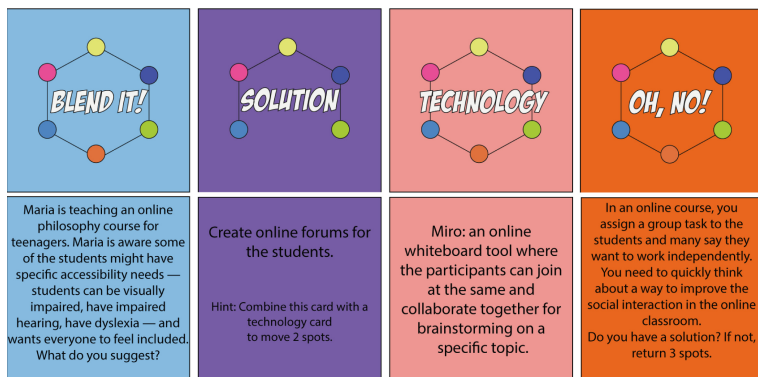 BLEND IT!
SOLUTION
TECHNOLOGY
OH, NO!
Maria is teaching an online
philosophy course for
teenagers. Maria is aware some
of the students might have
specific accessibility needs —
students can be visually
impaired, have impaired
hearing, have dyslexia — and
wants everyone to feel included.
What do you suggest?
Create online forums for
the students.
Hint: Combine this card with a
technology card
to move 2 spots.
Miro: an online
whiteboard tool where
the participants can join
at the same and
collaborate together for
brainstorming on a
specific topic.
In an online course, you
assign a group task to the
students and many say they
want to work independently.
You need to quickly think
about a way to improve the
social interaction in the online
classroom.
Do you have a solution? If not,
return 3 spots.